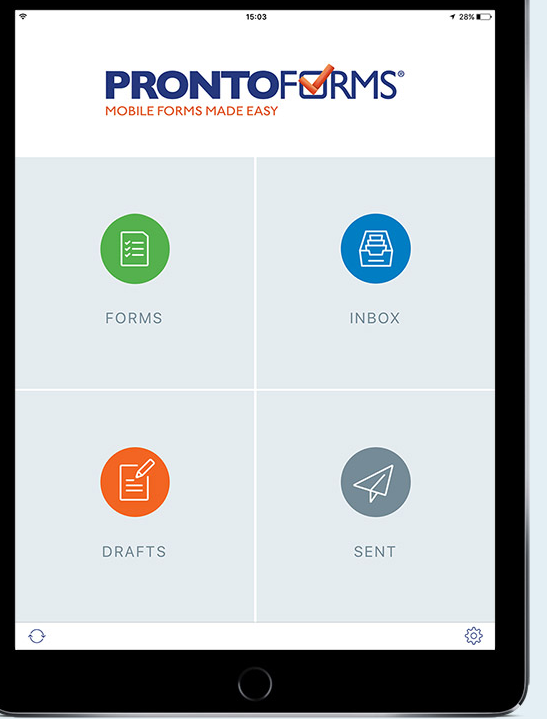 15:03
28%
PRONTOFORMS®
MOBILE FORMS MADE EASY
FORMS
INBOX
DRAFTS
SENT